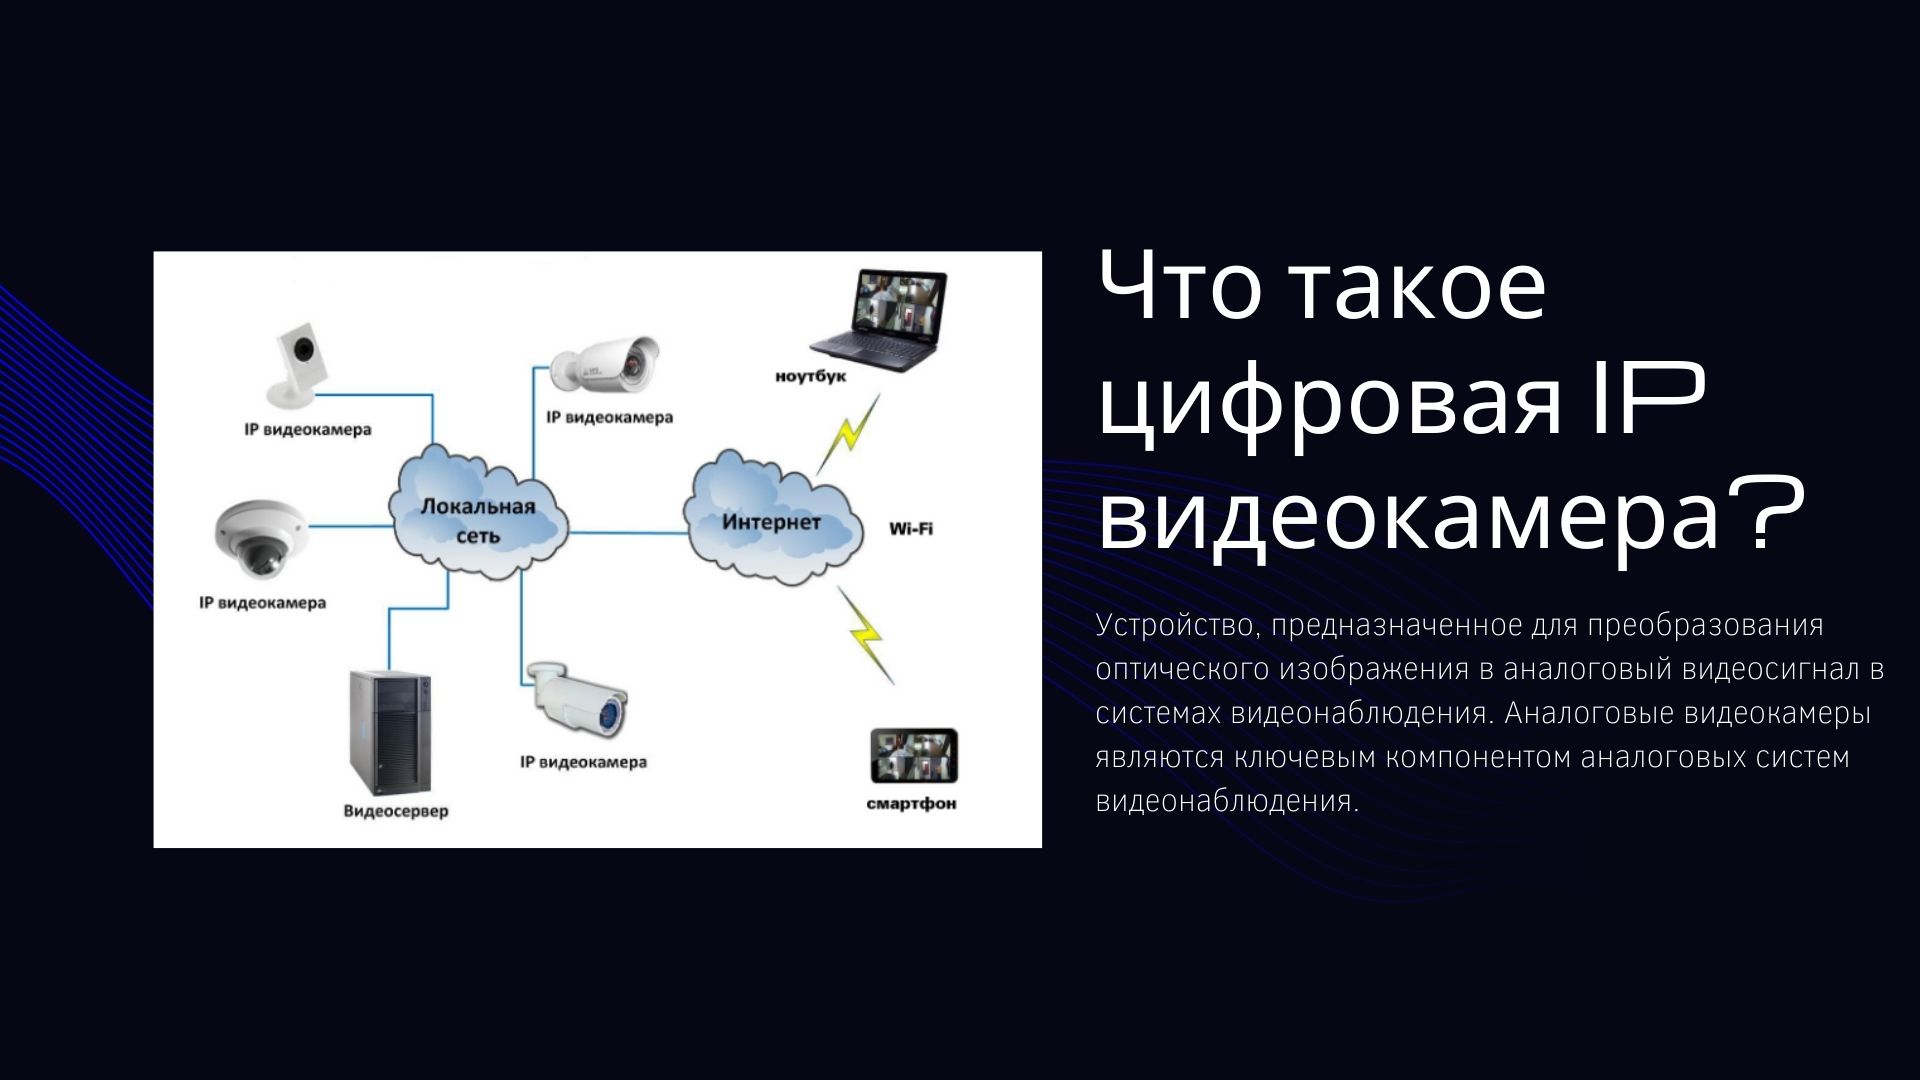 Что такое
цифровая IP
видеокамера?
Устройство, предназначенное для преобразования
оптического изображения в аналоговый видеосигнал в
системах видеонаблюдения. Аналоговые видеокамеры
являются ключевым компонентом аналоговых систем
видеонаблюдения.
ноутбук
IP видеокамера
IP видеокамера
Локальная
сеть
Интернет
Wi-Fi
IP видеокамера
IP видеокамера
смартфон
Видеосервер